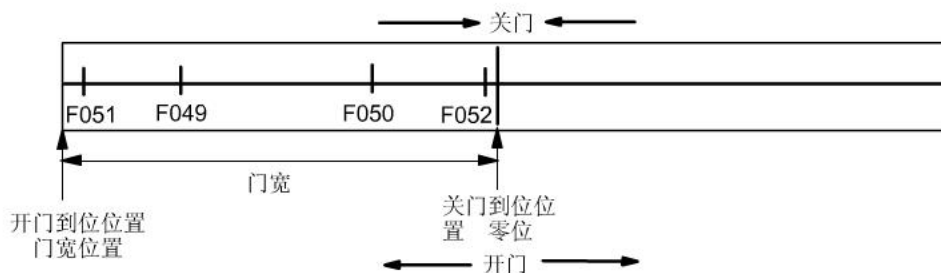 关门
F051
F049
F050
F052
门宽
开门到位位置
门宽位置
关门到位位
置 零位
开门